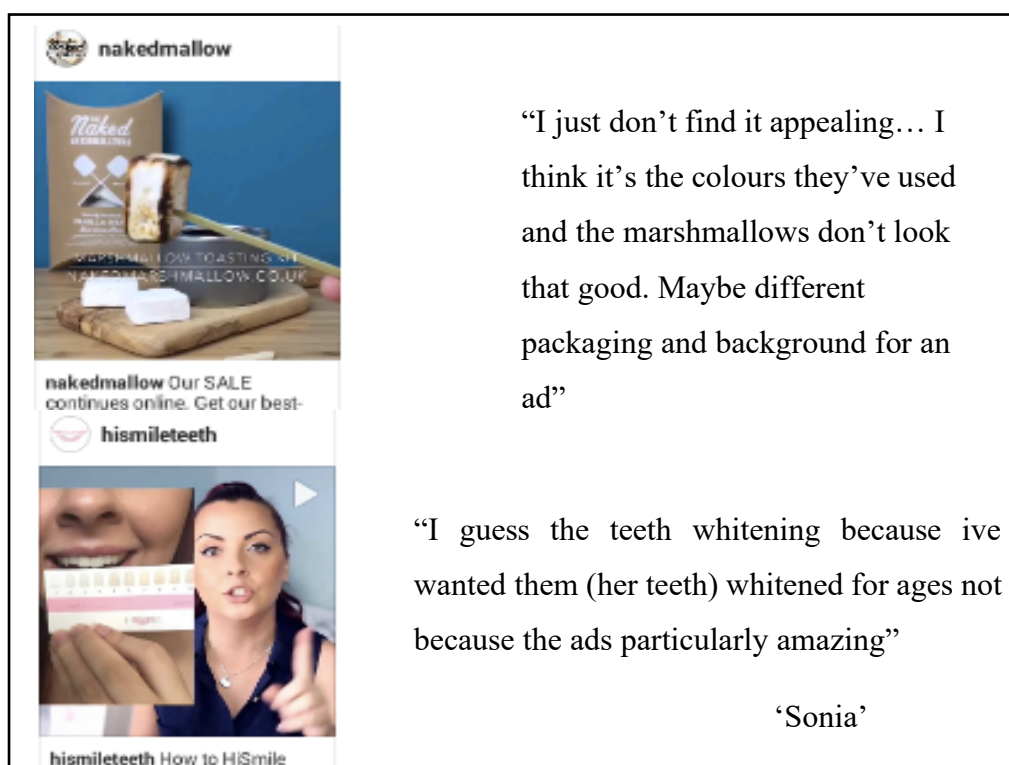 nakedmallow
Naked
MARSHMALLOW TOASTING KIT
NAKEDMARSHMALLOW.CO.UK
nakedmallow Our SALE
continues online. Get our best-
“I just don’t find it appealing… I
think it’s the colours they’ve used
and the marshmallows don’t look
that good. Maybe different
packaging and background for an
ad”
hismileteeth
hismileteeth How to HiSmile
“I guess the teeth whitening because ive
wanted them (her teeth) whitened for ages not
because the ads particularly amazing”
‘Sonia’